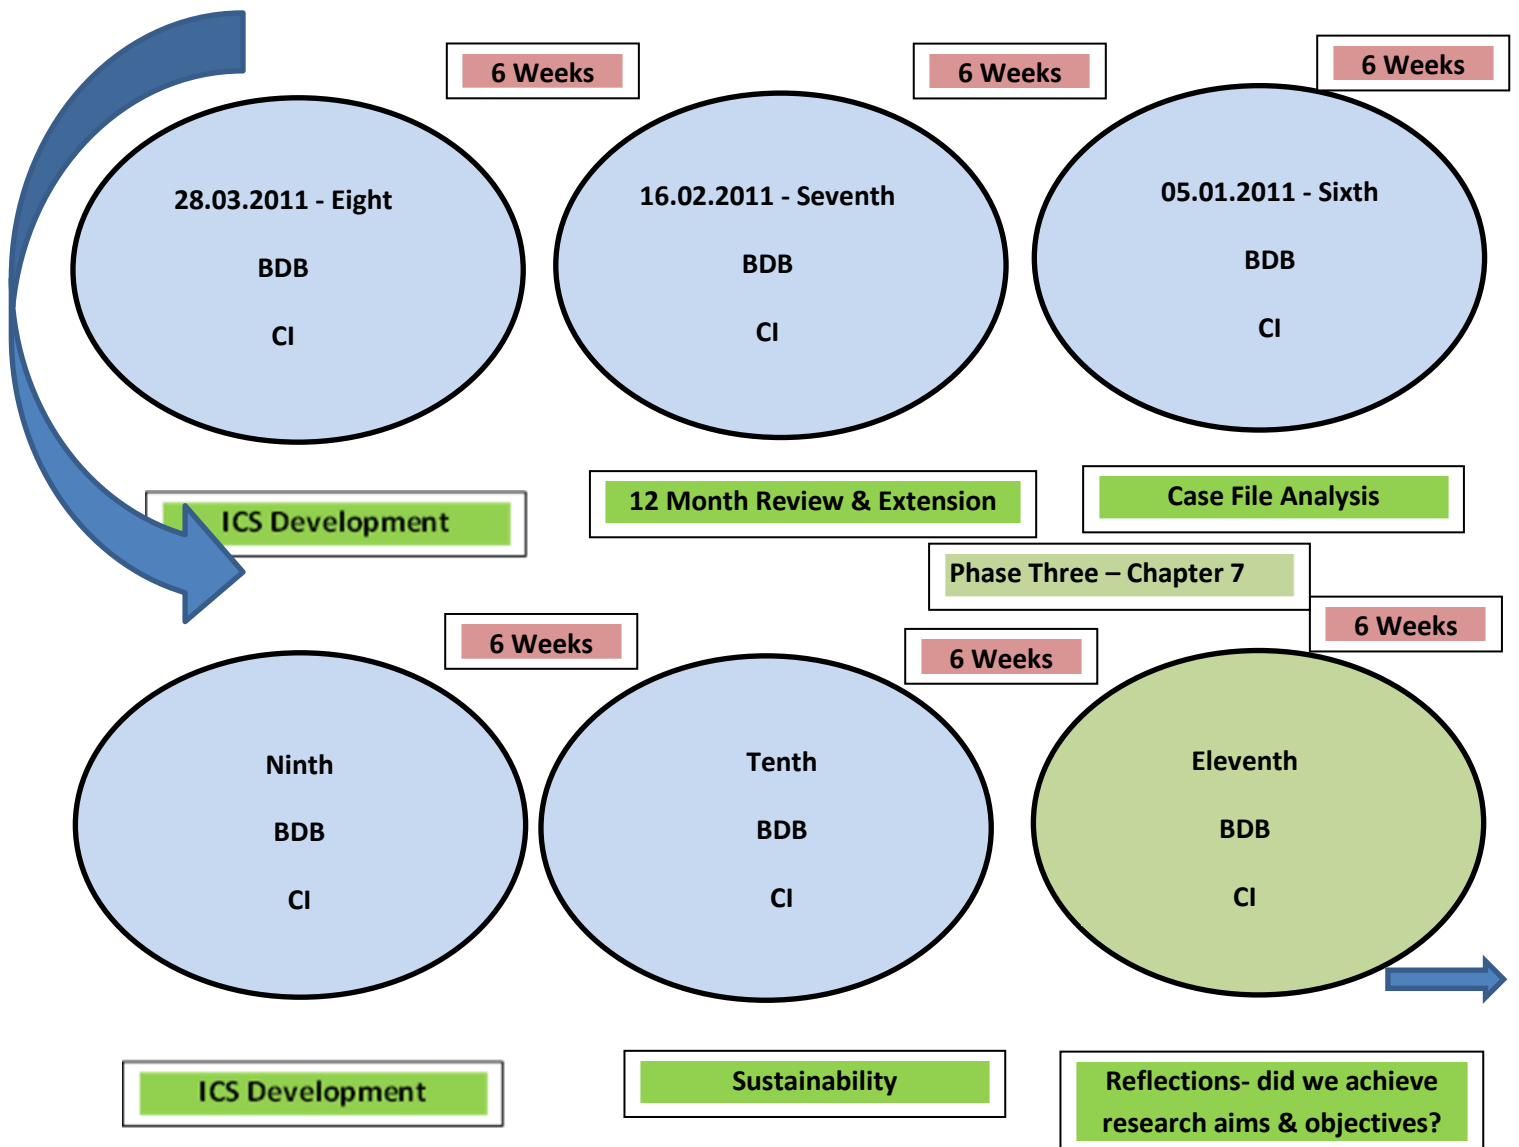 6 Weeks
6 Weeks
6 Weeks
28.03.2011 - Eight
BDB
CI
16.02.2011 - Seventh
BDB
CI
05.01.2011 - Sixth
BDB
CI
ICS Development
12 Month Review & Extension
Case File Analysis
Phase Three – Chapter 7
6 Weeks
6 Weeks
6 Weeks
Ninth
BDB
CI
Tenth
BDB
CI
Eleventh
BDB
CI
ICS Development
Sustainability
Reflections- did we achieve
research aims & objectives?